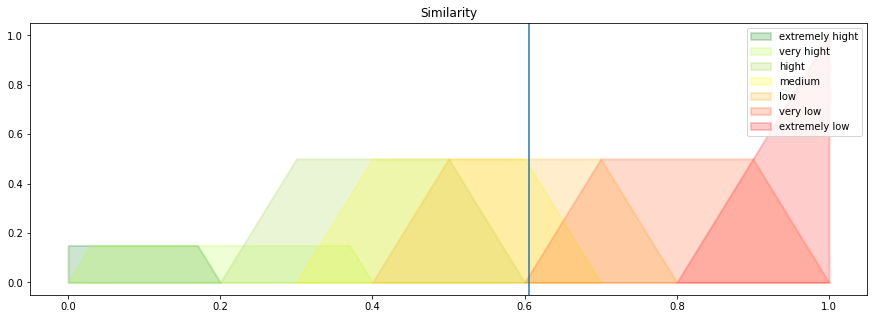 Similarity
1.0
0.8
0.6
0.4
0.2
0.0
extremely hight
very hight
hight
medium
low
very low
extremely low
0.0 0.2 0.4 0.6 0.8 1.0